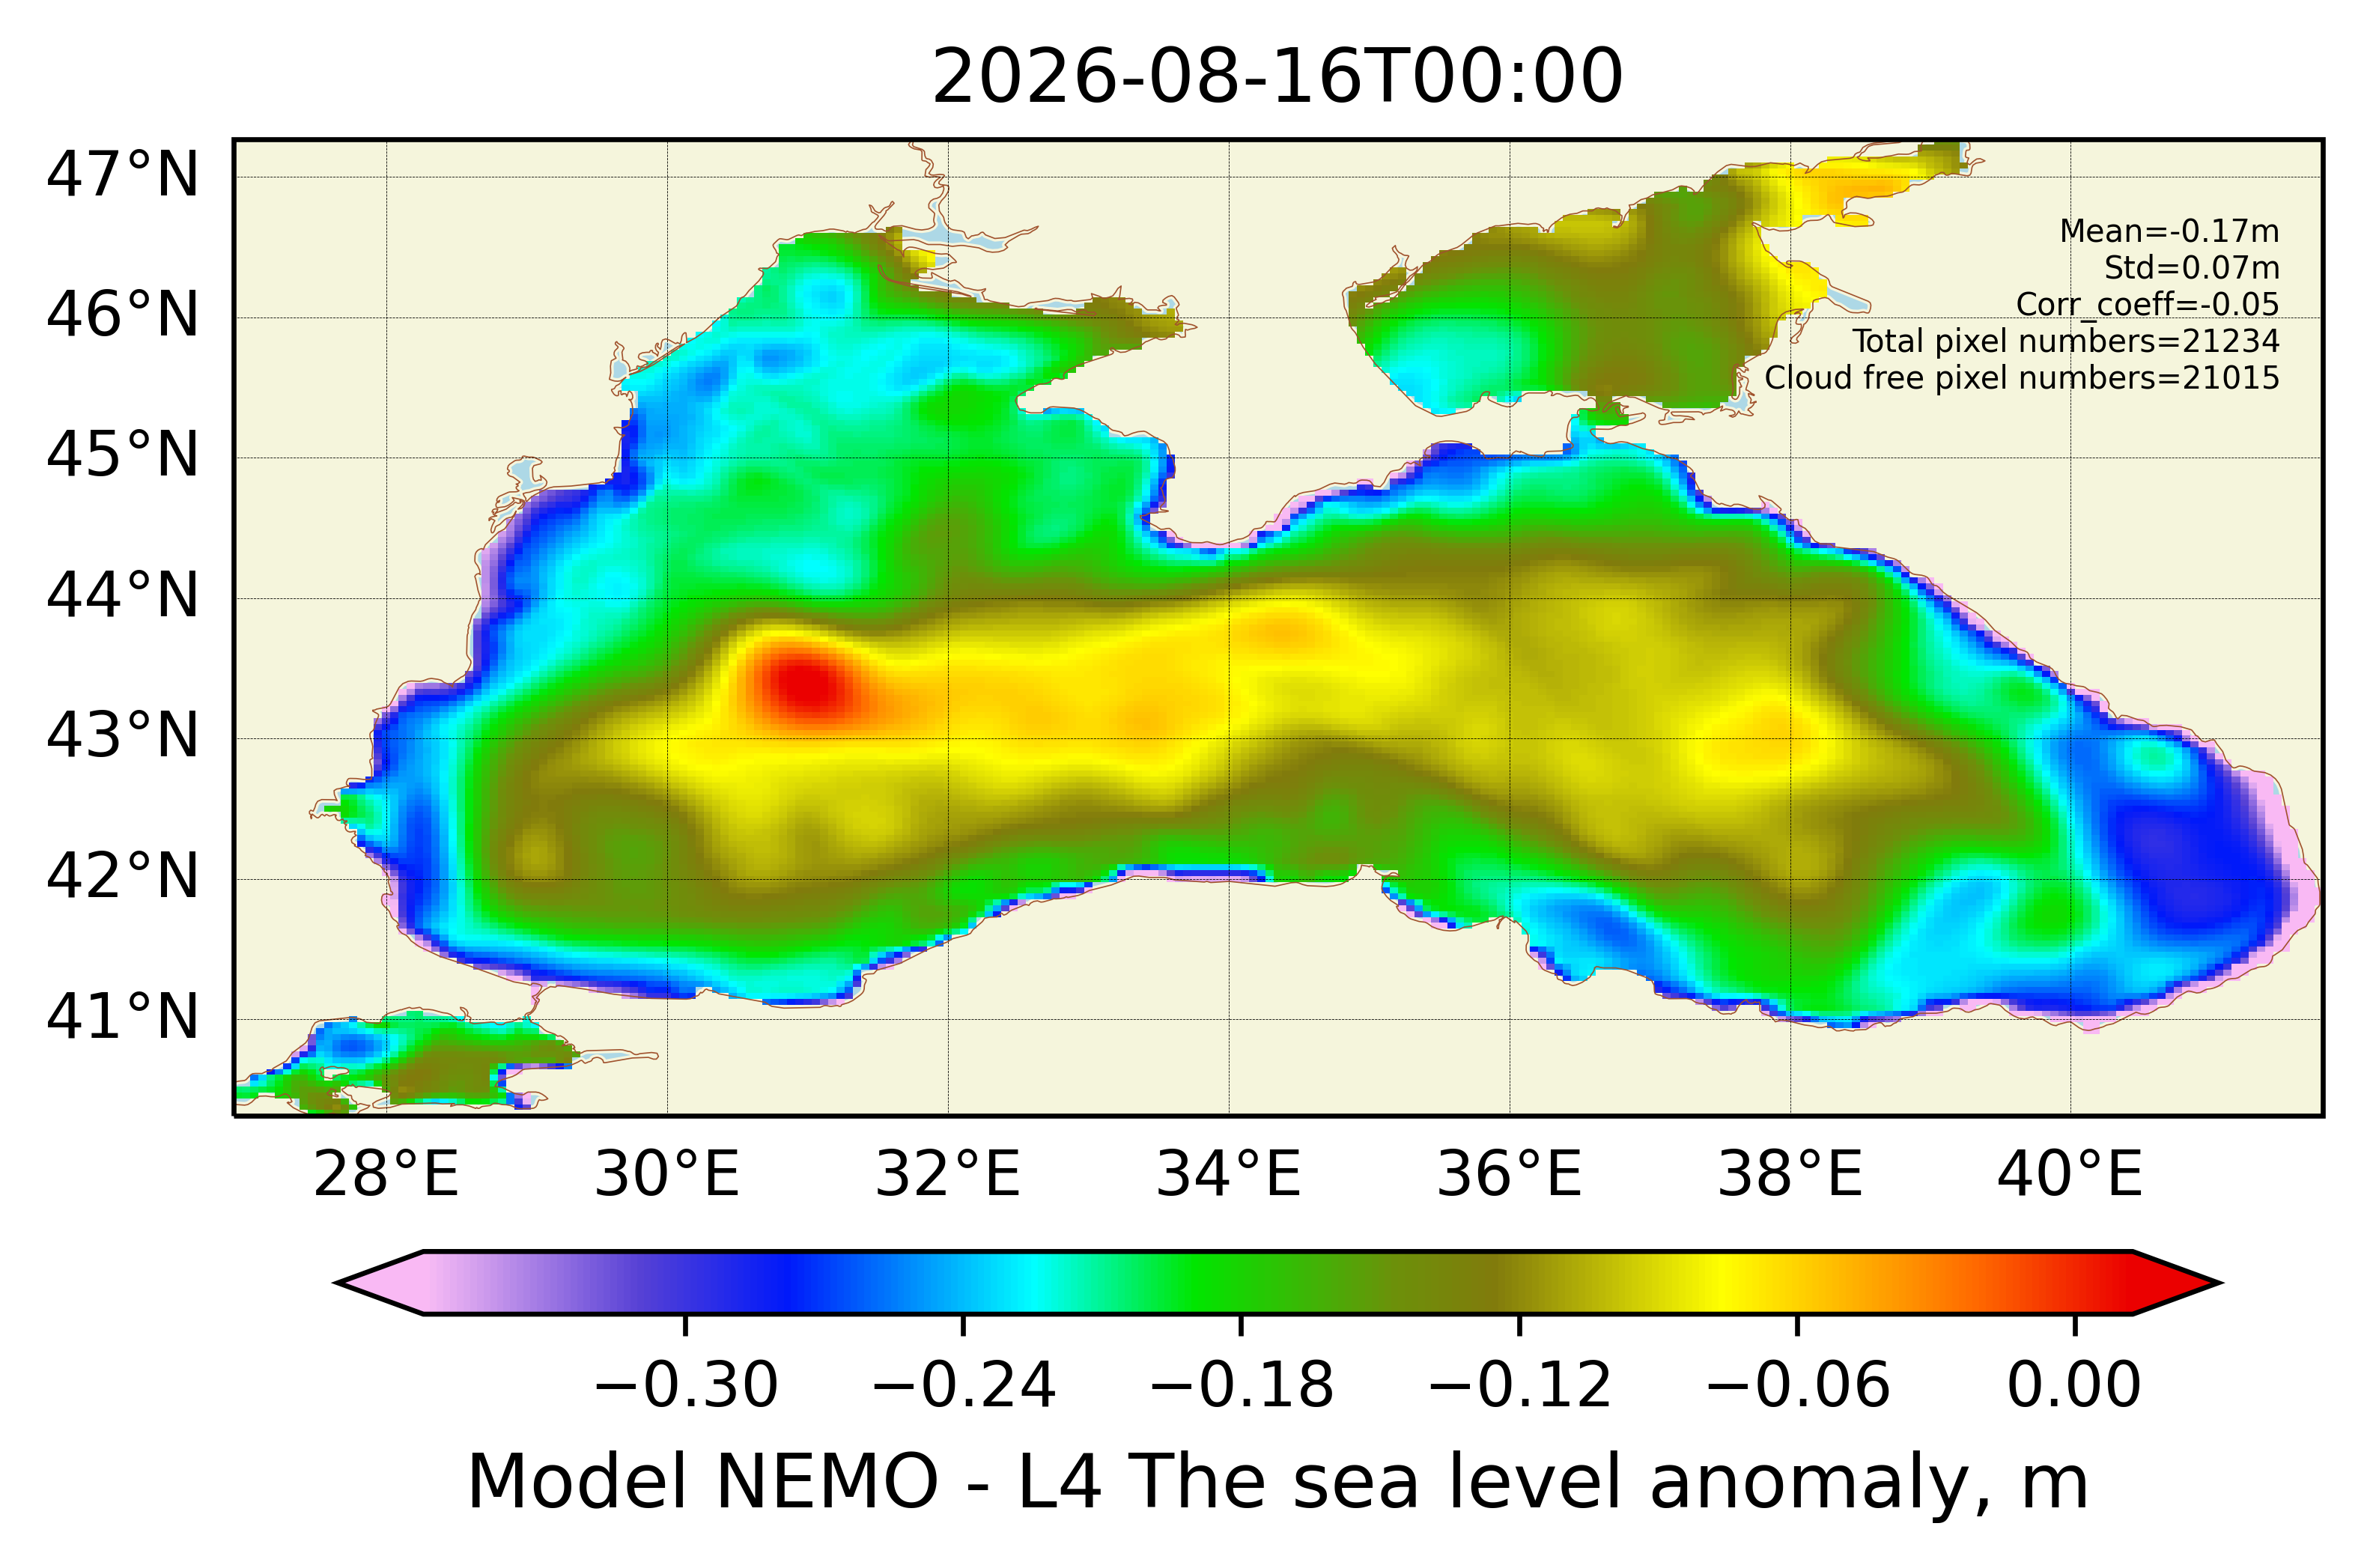 2026-08-16T00:00
47°N
46°N
45°N
44°N
43°N
42°N
41°N
Mean=-0.17m
Std=0.07m
Corr_coeff=-0.05
Total pixel numbers=21234
Cloud free pixel numbers=21015
28°E 30°E 32°E 34°E 36°E 38°E 40°E
−0.30 −0.24 −0.18 −0.12 −0.06 0.00
Model NEMO - L4 The sea level anomaly, m